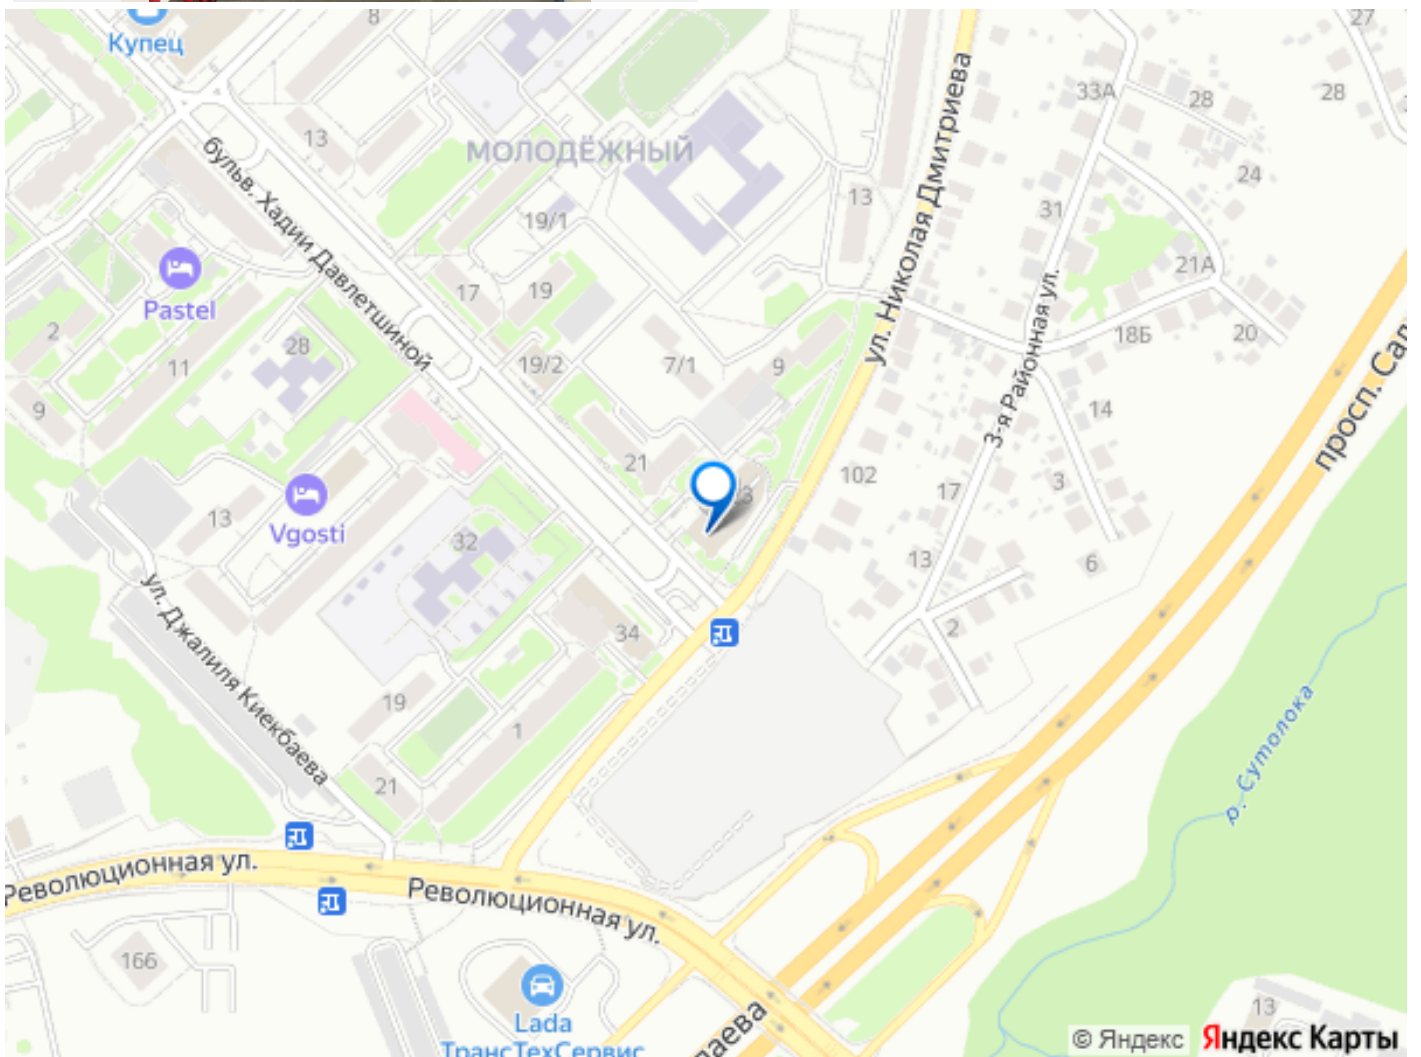 Купец
8
27
33А
28
28
13
МОЛОДЁЖНЫЙ
24
бульв. Хадии Давлетшиной
ул. Николая Дмитриева
13
31
19/1
21А
Pastel
17
19
3-я Районная ул.
2
28
18Б
20
11
19/2
7/1
9
просп. Сал
9
14
21
102
3
17
3
13
Vgosti
32
13
6
ул. Джалиля Киекбаева
34
2
19
1
р. Сутолока
21
Революционная ул.
Революционная ул.
166
13
Lada
ТрансТехСервис
лаева
© Яндекс
Яндекс Карты